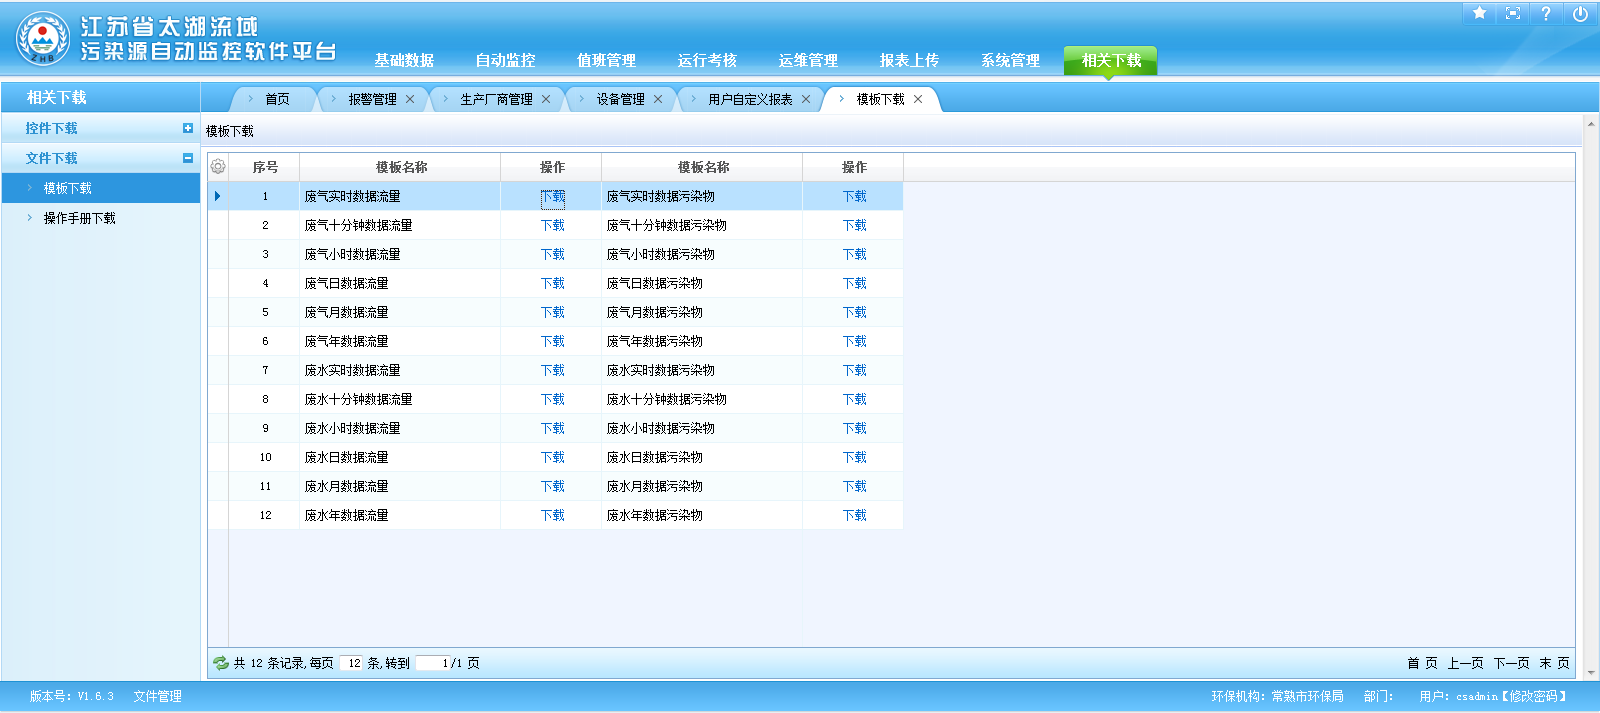 江苏省太湖流域
污染源自动监控软件平台
ZHB
基础数据 自动监控 值班管理 运行考核 运维管理 报表上传 系统管理 相关下载
相关下载
首页 报警管理 生产厂商管理 设备管理 用户自定义报表 模板下载
控件下载
文件下载
模板下载
操作手册下载
模板下载
序号 模板名称 操作 模板名称 操作
1 废气实时数据流量 下载 废气实时数据污染物 下载
2 废气十分钟数据流量 下载 废气十分钟数据污染物 下载
3 废气小时数据流量 下载 废气小时数据污染物 下载
4 废气日数据流量 下载 废气日数据污染物 下载
5 废气月数据流量 下载 废气月数据污染物 下载
6 废气年数据流量 下载 废气年数据污染物 下载
7 废水实时数据流量 下载 废水实时数据污染物 下载
8 废水十分钟数据流量 下载 废水十分钟数据污染物 下载
9 废水小时数据流量 下载 废水小时数据污染物 下载
10 废水日数据流量 下载 废水日数据污染物 下载
11 废水月数据流量 下载 废水月数据污染物 下载
12 废水年数据流量 下载 废水年数据污染物 下载
共 12 条记录,每页 12 条,转到 1/1 页 首 页 上一页 下一页 末 页
版本号: V1.6.3 文件管理 环保机构: 常熟市环保局 部门: 用户: csadmin【修改密码】